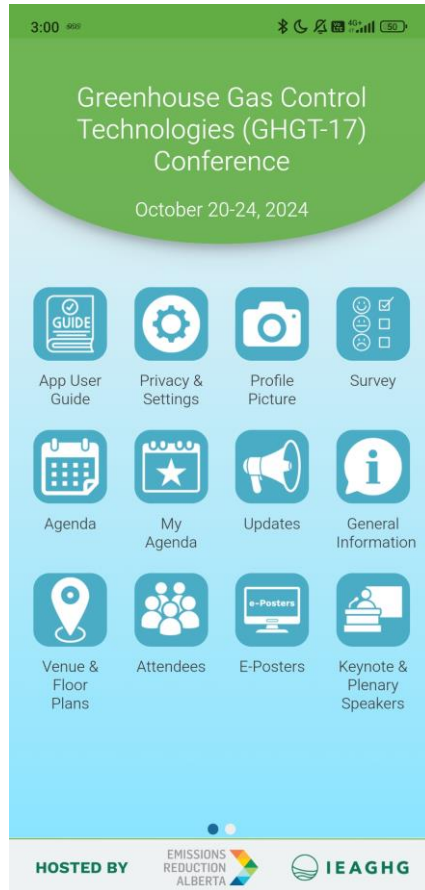 3:00
4G+
50
Greenhouse Gas Control
Technologies (GHGT-17)
Conference
October 20-24, 2024
GUIDE
App User
Guide
Privacy &
Settings
Profile
Picture
Survey
Agenda
My
Agenda
Updates
General
Information
e-Posters
Venue &
Floor
Plans
Attendees
E-Posters
Keynote &
Plenary
Speakers
HOSTED BY
EMISSIONS
REDUCTION
ALBERTA
IEAGHG